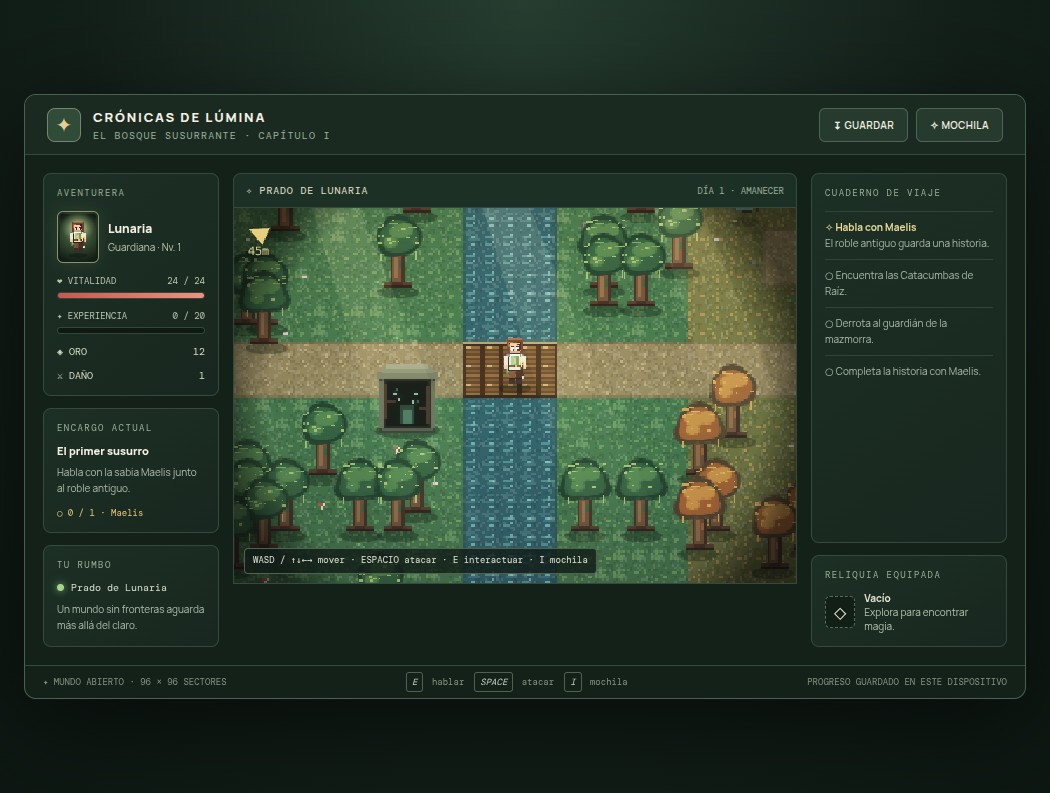 ✦
CRÓNICAS DE LÚMINA
EL BOSQUE SUSURRANTE · CAPÍTULO I
↧ GUARDAR
✧ MOCHILA
AVENTURERA
Lunaria
Guardiana · Nv. 1
❤ VITALIDAD 24 / 24
✦ EXPERIENCIA 0 / 20
◈ ORO 12
⚔ DAÑO 1
ENCARGO ACTUAL
El primer susurro
Habla con la sabia Maelis junto
al roble antiguo.
○ 0 / 1 · Maelis
TU RUMBO
Prado de Lunaria
Un mundo sin fronteras aguarda
más allá del claro.
✧ PRADO DE LUNARIA
DÍA 1 · AMANECER
45m
WASD / ↑↓←→ mover · ESPACIO atacar · E interactuar · I mochila
CUADERNO DE VIAJE
✧ Habla con Maelis
El roble antiguo guarda una historia.
○ Encuentra las Catacumbas de
Raíz.
○ Derrota al guardián de la
mazmorra.
○ Completa la historia con Maelis.
RELIQUIA EQUIPADA
◇
Vacío
Explora para encontrar
magia.
✦ MUNDO ABIERTO · 96 × 96 SECTORES
E hablar SPACE atacar I mochila
PROGRESO GUARDADO EN ESTE DISPOSITIVO